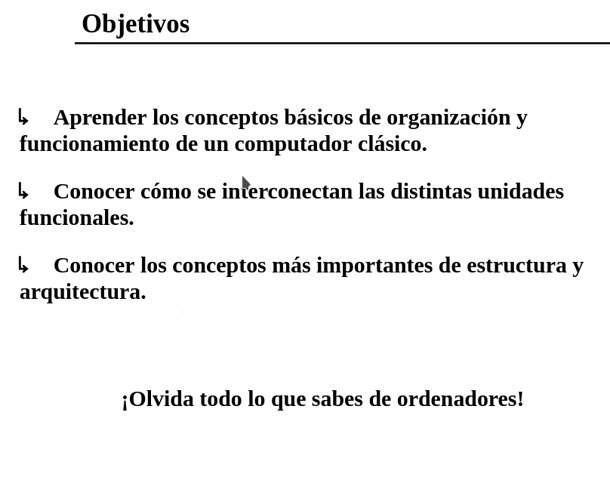 Objetivos
↳ Aprender los conceptos básicos de organización y
funcionamiento de un computador clásico.
↳ Conocer cómo se interconectan las distintas unidades
funcionales.
↳ Conocer los conceptos más importantes de estructura y
arquitectura.
¡Olvida todo lo que sabes de ordenadores!